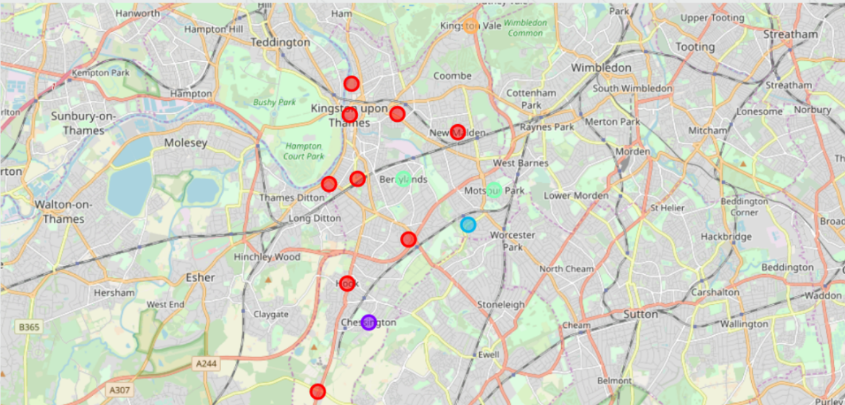 Hanworth
Hill
Ham
Park
Upper Tooting
Hampton Hill
Kingston Vale
Wimbledon
Common
Streatham
Teddington
Tooting
Kempton Park
Coombe
Wimbledon
Hampton
Bushy Park
Cottenham
Park
South Wimbledon
Streatham
Sunbury-on-
Thames
Kingston upon
Thames
Merton Park
Lonesome
Norbury
New Malden
Raynes Park
Mitcham
Molesey
Hampton
Court Park
West Barnes
Morden
Berrylands
Motspur Park
Lower Morden
Walton-on-
Thames
Thames Ditton
St Helier
Beddington
Corner
Long Ditton
Worcester
Park
Hackbridge
Hinchley Wood
North Cheam
Beddington
Esher
Hook
Hersham
Carshalton
Waddon
West End
Claygate
Stoneleigh
Sutton
B365
Chessington
Cheam
Wallington
Ewell
A244
Belmont
A307
Purley